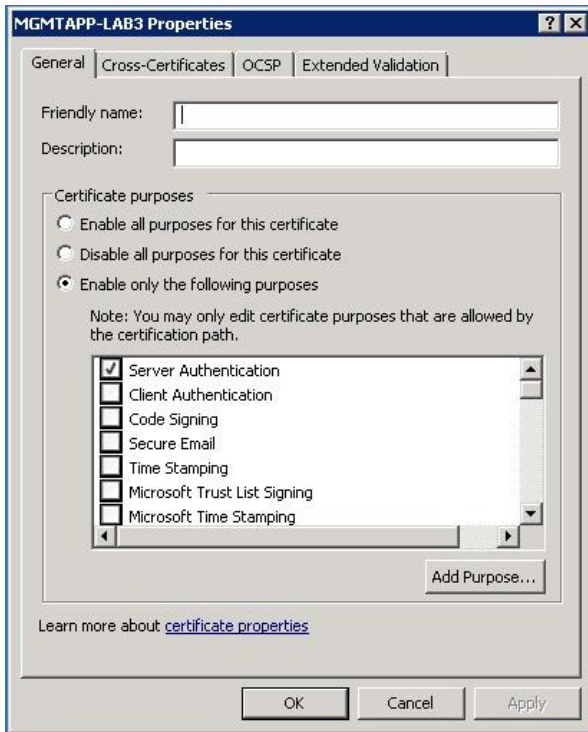 MGMTAPP-LAB3 Properties
General Cross-Certificates OCSP Extended Validation
Friendly name:
Description:
Certificate purposes
Enable all purposes for this certificate
Disable all purposes for this certificate
Enable only the following purposes
Note: You may only edit certificate purposes that are allowed by
the certification path.
Server Authentication
Client Authentication
Code Signing
Secure Email
Time Stamping
Microsoft Trust List Signing
Microsoft Time Stamping
Add Purpose...
Learn more about certificate properties
OK Cancel Apply